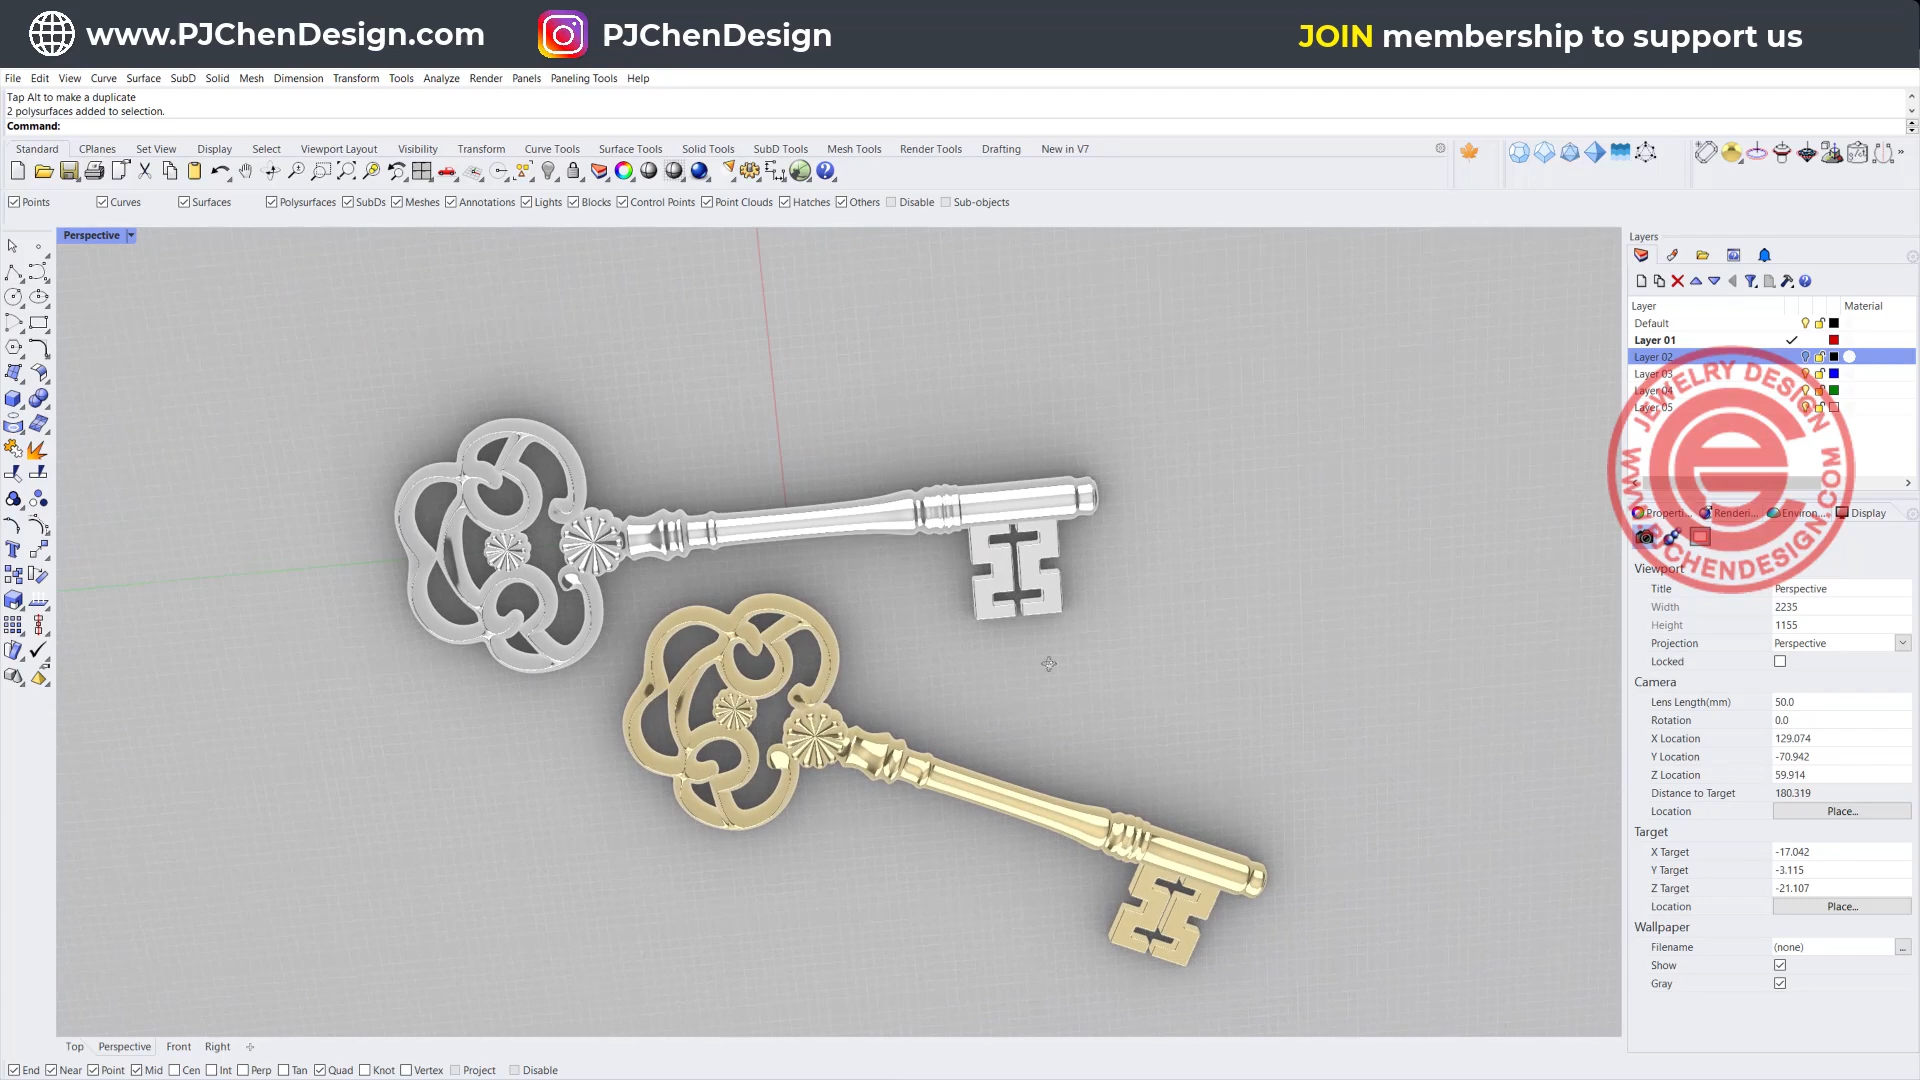 www.PJChenDesign.com PJChenDesign JOIN membership to support us
File Edit View Curve Surface SubD Solid Mesh Dimension Transform Tools Analyze Render Panels Paneling Tools Help
Tap Alt to make a duplicate
2 polysurfaces added to selection.
Command:
Standard CPlanes Set View Display Select Viewport Layout Visibility Transform Curve Tools Surface Tools Solid Tools SubD Tools Mesh Tools Render Tools Drafting New in V7
Points Curves Surfaces Polysurfaces SubDs Meshes Annotations Lights Blocks Control Points Point Clouds Hatches Others Disable Sub-objects
Perspective
Layers
Layer Material
Default
Layer 01
Layer 02
Layer 03
Layer 04
Layer 05
JEWELRY DESIGN
WWW.PJCHENDESIGN.COM
Properti... Renderi... Environ... Display
Viewport
Title Perspective
Width 2235
Height 1155
Projection Perspective
Locked
Camera
Lens Length(mm) 50.0
Rotation 0.0
X Location 129.074
Y Location -70.942
Z Location 59.914
Distance to Target 180.319
Location Place...
Target
X Target -17.042
Y Target -3.115
Z Target -21.107
Location Place...
Wallpaper
Filename (none) ...
Show
Gray
Top Perspective Front Right
End Near Point Mid Cen Int Perp Tan Quad Knot Vertex Project Disable